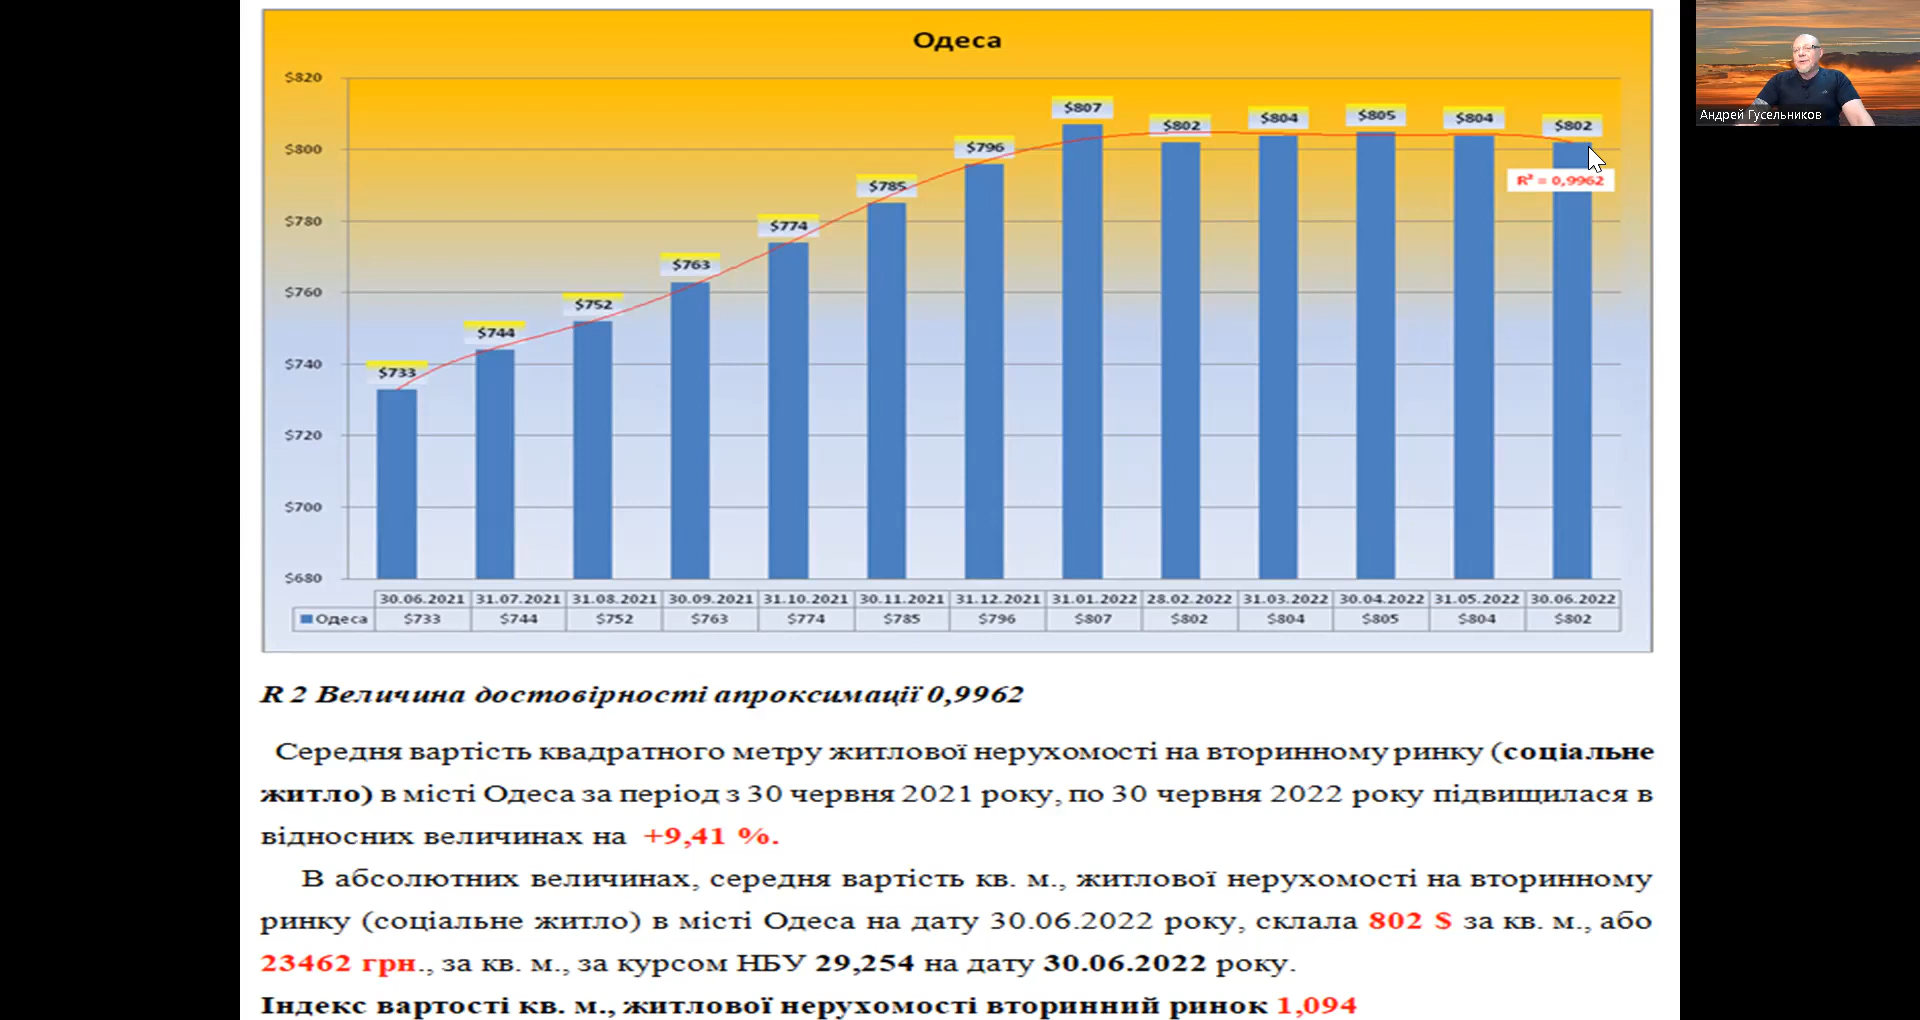 Одеса
$820
$800
$780
$760
$740
$720
$700
$680
$733
$744
$752
$763
$774
$785
$796
$807
$802
$804
$805
$804
$802
R² = 0,9962
30.06.2021 31.07.2021 31.08.2021 30.09.2021 31.10.2021 30.11.2021 31.12.2021 31.01.2022 28.02.2022 31.03.2022 30.04.2022 31.05.2022 30.06.2022
Одеса $733 $744 $752 $763 $774 $785 $796 $807 $802 $804 $805 $804 $802
R 2 Величина достовірності апроксимації 0,9962
Середня вартість квадратного метру житлової нерухомості на вторинному ринку (соціальне
житло) в місті Одеса за період з 30 червня 2021 року, по 30 червня 2022 року підвищилася в
відносних величинах на +9,41 %.
В абсолютних величинах, середня вартість кв. м., житлової нерухомості на вторинному
ринку (соціальне житло) в місті Одеса на дату 30.06.2022 року, склала 802 $ за кв. м., або
23462 грн., за кв. м., за курсом НБУ 29,254 на дату 30.06.2022 року.
Індекс вартості кв. м., житлової нерухомості вторинний ринок 1,094
Андрей Гусельников